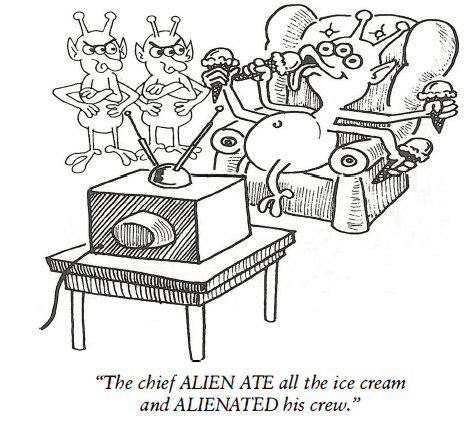 “The chief ALIEN ATE all the ice cream
and ALIENATED his crew.”